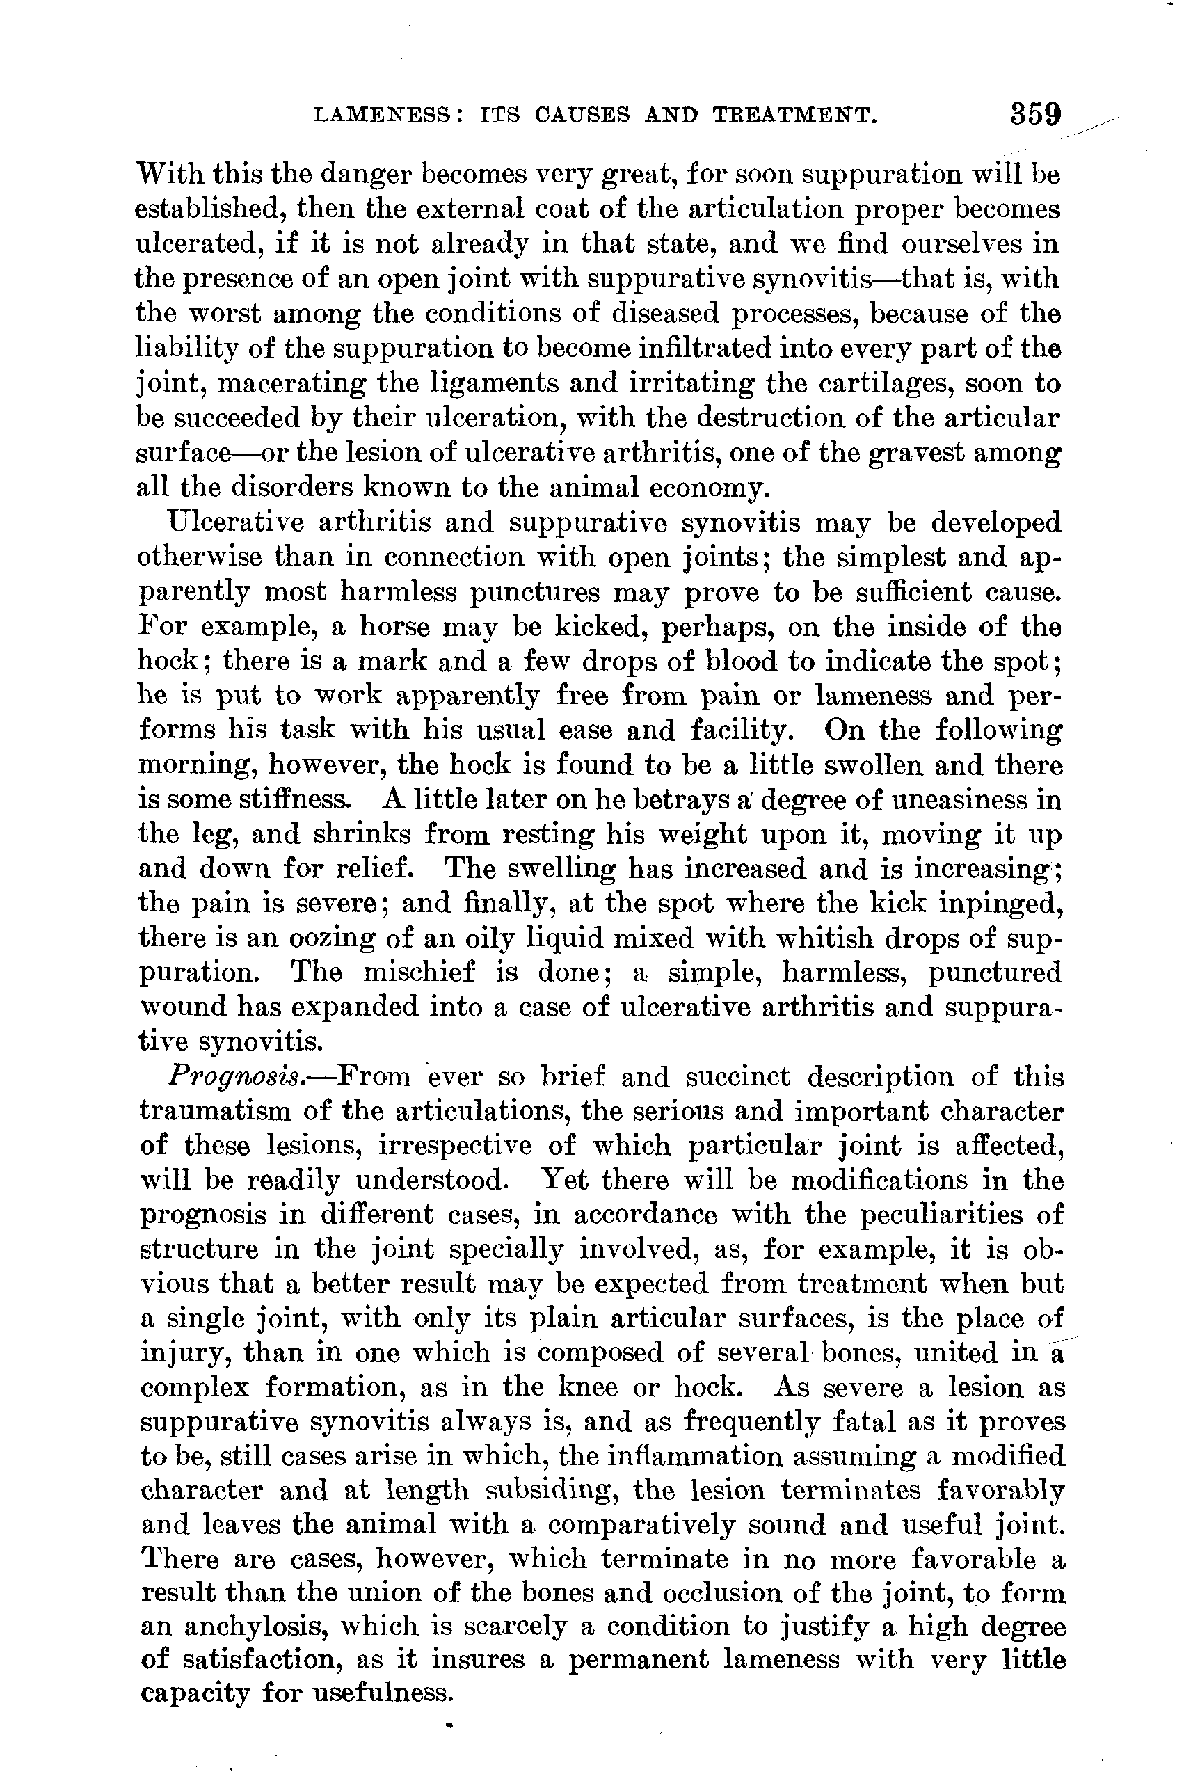 LAMENESS: ITS CAUSES AND TREATMENT. 359
With this the danger becomes very great, for soon suppuration will be
established, then the external coat of the articulation proper becomes
ulcerated, if it is not already in that state, and we find ourselves in
the presence of an open joint with suppurative synovitis—that is, with
the worst among the conditions of diseased processes, because of the
liability of the suppuration to become infiltrated into every part of the
joint, macerating the ligaments and irritating the cartilages, soon to
be succeeded by their ulceration, with the destruction of the articular
surface—or the lesion of ulcerative arthritis, one of the gravest among
all the disorders known to the animal economy.
Ulcerative arthritis and suppurative synovitis may be developed
otherwise than in connection with open joints; the simplest and ap-
parently most harmless punctures may prove to be sufficient cause.
For example, a horse may be kicked, perhaps, on the inside of the
hock; there is a mark and a few drops of blood to indicate the spot;
he is put to work apparently free from pain or lameness and per-
forms his task with his usual ease and facility. On the following
morning, however, the hock is found to be a little swollen and there
is some stiffness. A little later on he betrays a degree of uneasiness in
the leg, and shrinks from resting his weight upon it, moving it up
and down for relief. The swelling has increased and is increasing;
the pain is severe; and finally, at the spot where the kick inpinged,
there is an oozing of an oily liquid mixed with whitish drops of sup-
puration. The mischief is done; a simple, harmless, punctured
wound has expanded into a case of ulcerative arthritis and suppura-
tive synovitis.
Prognosis.—From ever so brief and succinct description of this
traumatism of the articulations, the serious and important character
of these lesions, irrespective of which particular joint is affected,
will be readily understood. Yet there will be modifications in the
prognosis in different cases, in accordance with the peculiarities of
structure in the joint specially involved, as, for example, it is ob-
vious that a better result may be expected from treatment when but
a single joint, with only its plain articular surfaces, is the place of
injury, than in one which is composed of several bones, united in a
complex formation, as in the knee or hock. As severe a lesion as
suppurative synovitis always is, and as frequently fatal as it proves
to be, still cases arise in which, the inflammation assuming a modified
character and at length subsiding, the lesion terminates favorably
and leaves the animal with a comparatively sound and useful joint.
There are cases, however, which terminate in no more favorable a
result than the union of the bones and occlusion of the joint, to form
an anchylosis, which is scarcely a condition to justify a high degree
of satisfaction, as it insures a permanent lameness with very little
capacity for usefulness.